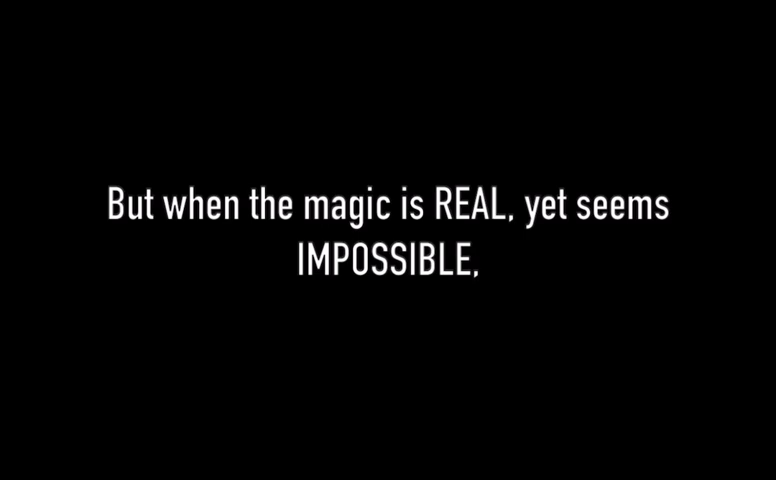 But when the magic is REAL, yet seems
IMPOSSIBLE,